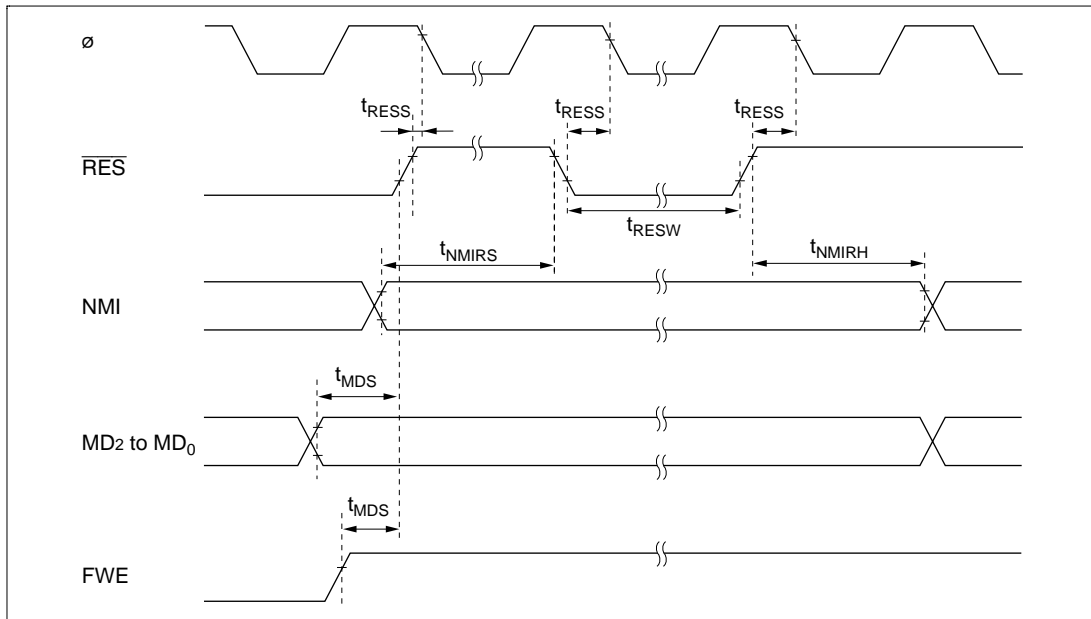 ø
tRESS tRESS tRESS
RES
tRESW
tNMIRS tNMIRH
NMI
tMDS
MD2 to MD0
tMDS
FWE